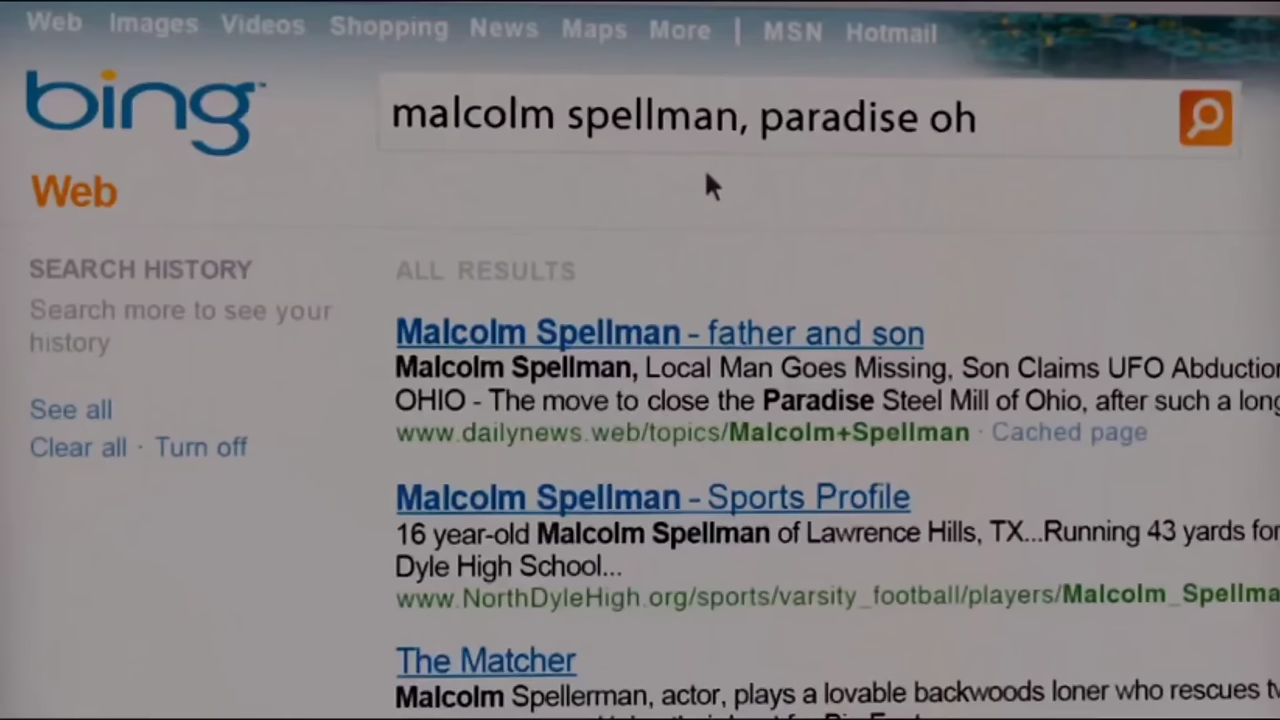 Web Images Videos Shopping News Maps More | MSN Hotmail
bing™
malcolm spellman, paradise oh
Web
SEARCH HISTORY
Search more to see your
history
See all
Clear all · Turn off
ALL RESULTS
Malcolm Spellman - father and son
Malcolm Spellman, Local Man Goes Missing, Son Claims UFO Abduction
OHIO - The move to close the Paradise Steel Mill of Ohio, after such a long
www.dailynews.web/topics/Malcolm+Spellman · Cached page
Malcolm Spellman - Sports Profile
16 year-old Malcolm Spellman of Lawrence Hills, TX...Running 43 yards for
Dyle High School...
www.NorthDyleHigh.org/sports/varsity_football/players/Malcolm_Spellma
The Matcher
Malcolm Spellerman, actor, plays a lovable backwoods loner who rescues